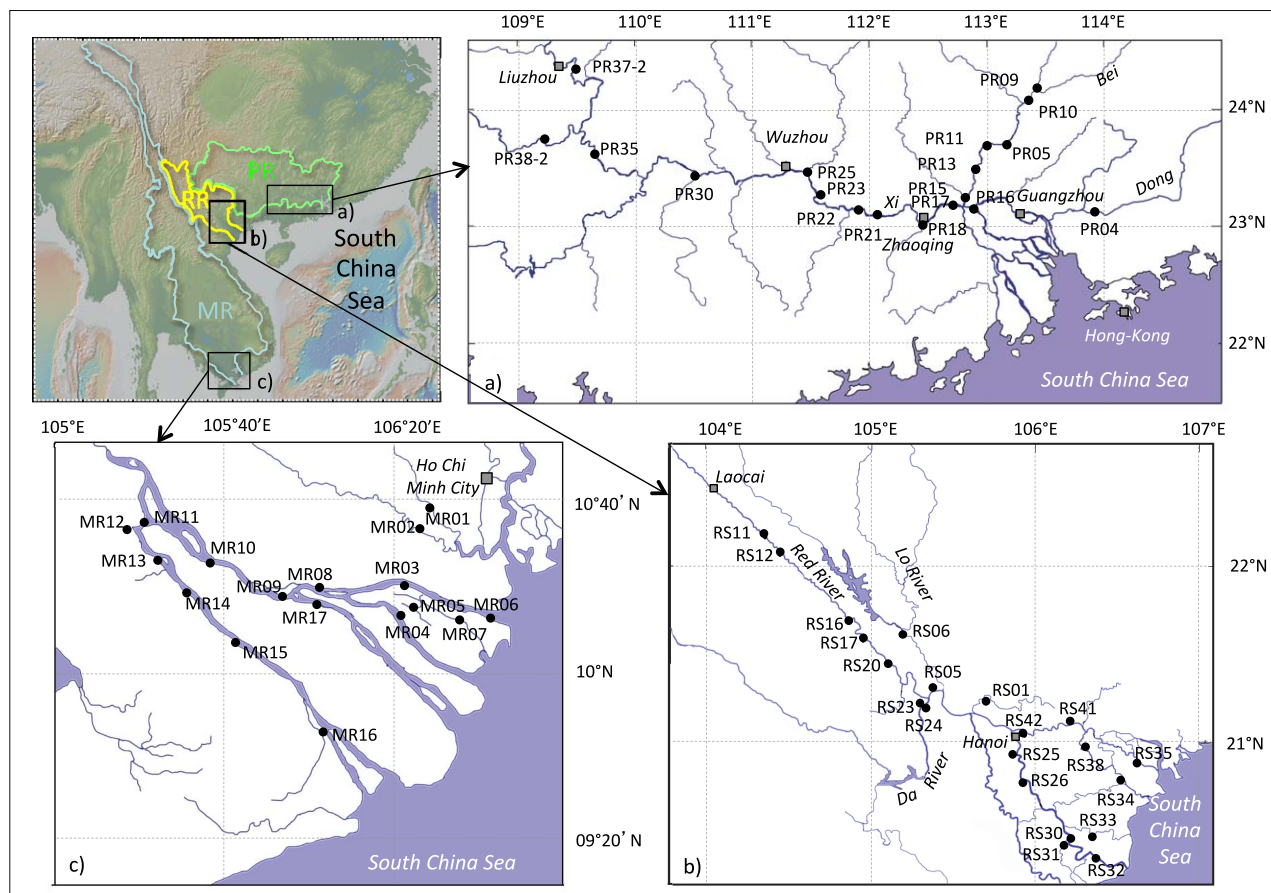 109°E 110°E 111°E 112°E 113°E 114°E
PR
RR
MR
a)
b)
c)
South
China
Sea
Liuzhou
PR37-2
PR38-2
PR35
PR30
Wuzhou
PR25
PR23
PR22
PR21
Xi
PR09
PR10
Bei
PR11
PR05
PR13
PR15
PR17
PR16
Guangzhou
PR18
Zhaoqing
Dong
PR04
Hong-Kong
South China Sea
a)
24°N
23°N
22°N
105°E 105°40'E 106°20'E
Ho Chi
Minh City
MR01
MR02
MR12
MR11
MR13
MR10
MR14
MR08
MR09
MR17
MR03
MR05
MR06
MR04
MR07
MR15
MR16
10°40' N
10°N
09°20' N
South China Sea
c)
104°E 105°E 106°E 107°E
Laocai
RS11
RS12
Red River
Lo River
RS16
RS17
RS06
RS20
RS05
RS23
RS24
RS01
RS42
RS41
Hanoi
RS25
RS38
RS35
RS26
RS34
Da River
RS33
RS30
RS31
RS32
South
China
Sea
b)
22°N
21°N